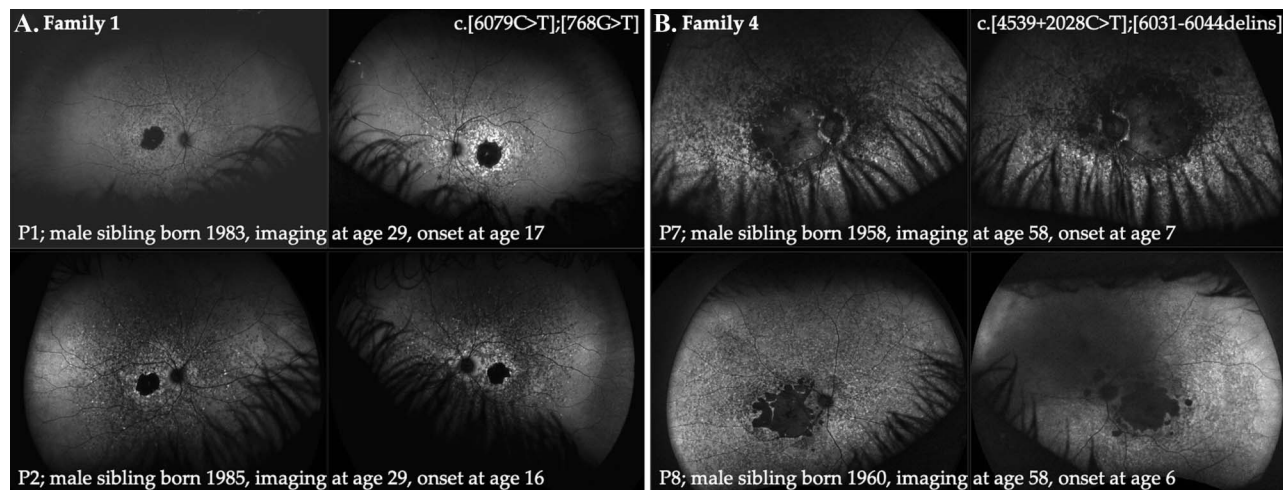 A. Family 1 c.[6079C>T];[768G>T]
P1; male sibling born 1983, imaging at age 29, onset at age 17
P2; male sibling born 1985, imaging at age 29, onset at age 16
B. Family 4 c.[4539+2028C>T];[6031-6044delins]
P7; male sibling born 1958, imaging at age 58, onset at age 7
P8; male sibling born 1960, imaging at age 58, onset at age 6